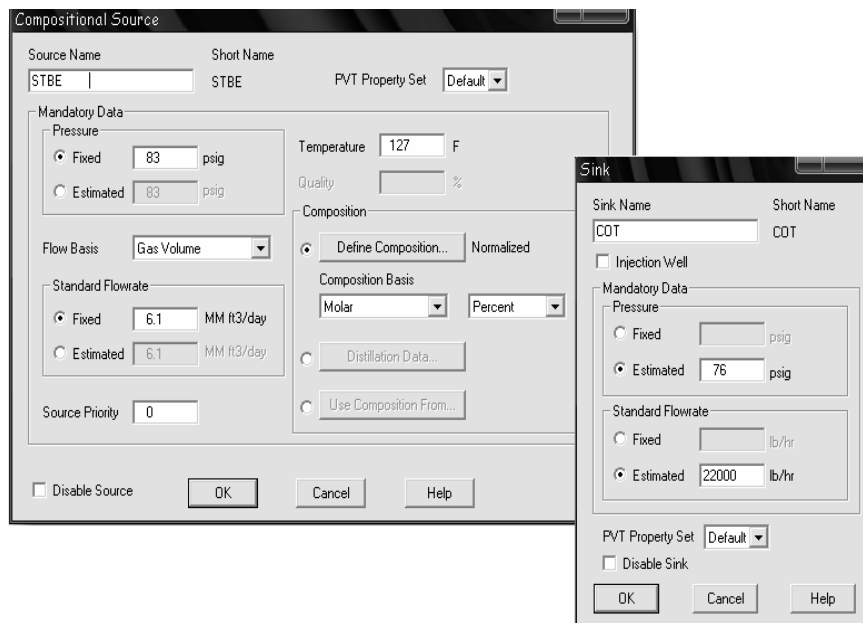 Compositional Source
Source Name
Short Name
STBE
STBE
PVT Property Set
Default
Mandatory Data
Pressure
Fixed
83
psig
Estimated
83
psig
Temperature
127
F
Quality
%
Flow Basis
Gas Volume
Standard Flowrate
Fixed
6.1
MM ft3/day
Estimated
6.1
MM ft3/day
Source Priority
0
Composition
Define Composition...
Normalized
Composition Basis
Molar
Percent
Distillation Data...
Use Composition From...
Disable Source
OK
Cancel
Help
Sink
Sink Name
Short Name
COT
COT
Injection Well
Mandatory Data
Pressure
Fixed
psig
Estimated
76
psig
Standard Flowrate
Fixed
lb/hr
Estimated
22000
lb/hr
PVT Property Set
Default
Disable Sink
OK
Cancel
Help